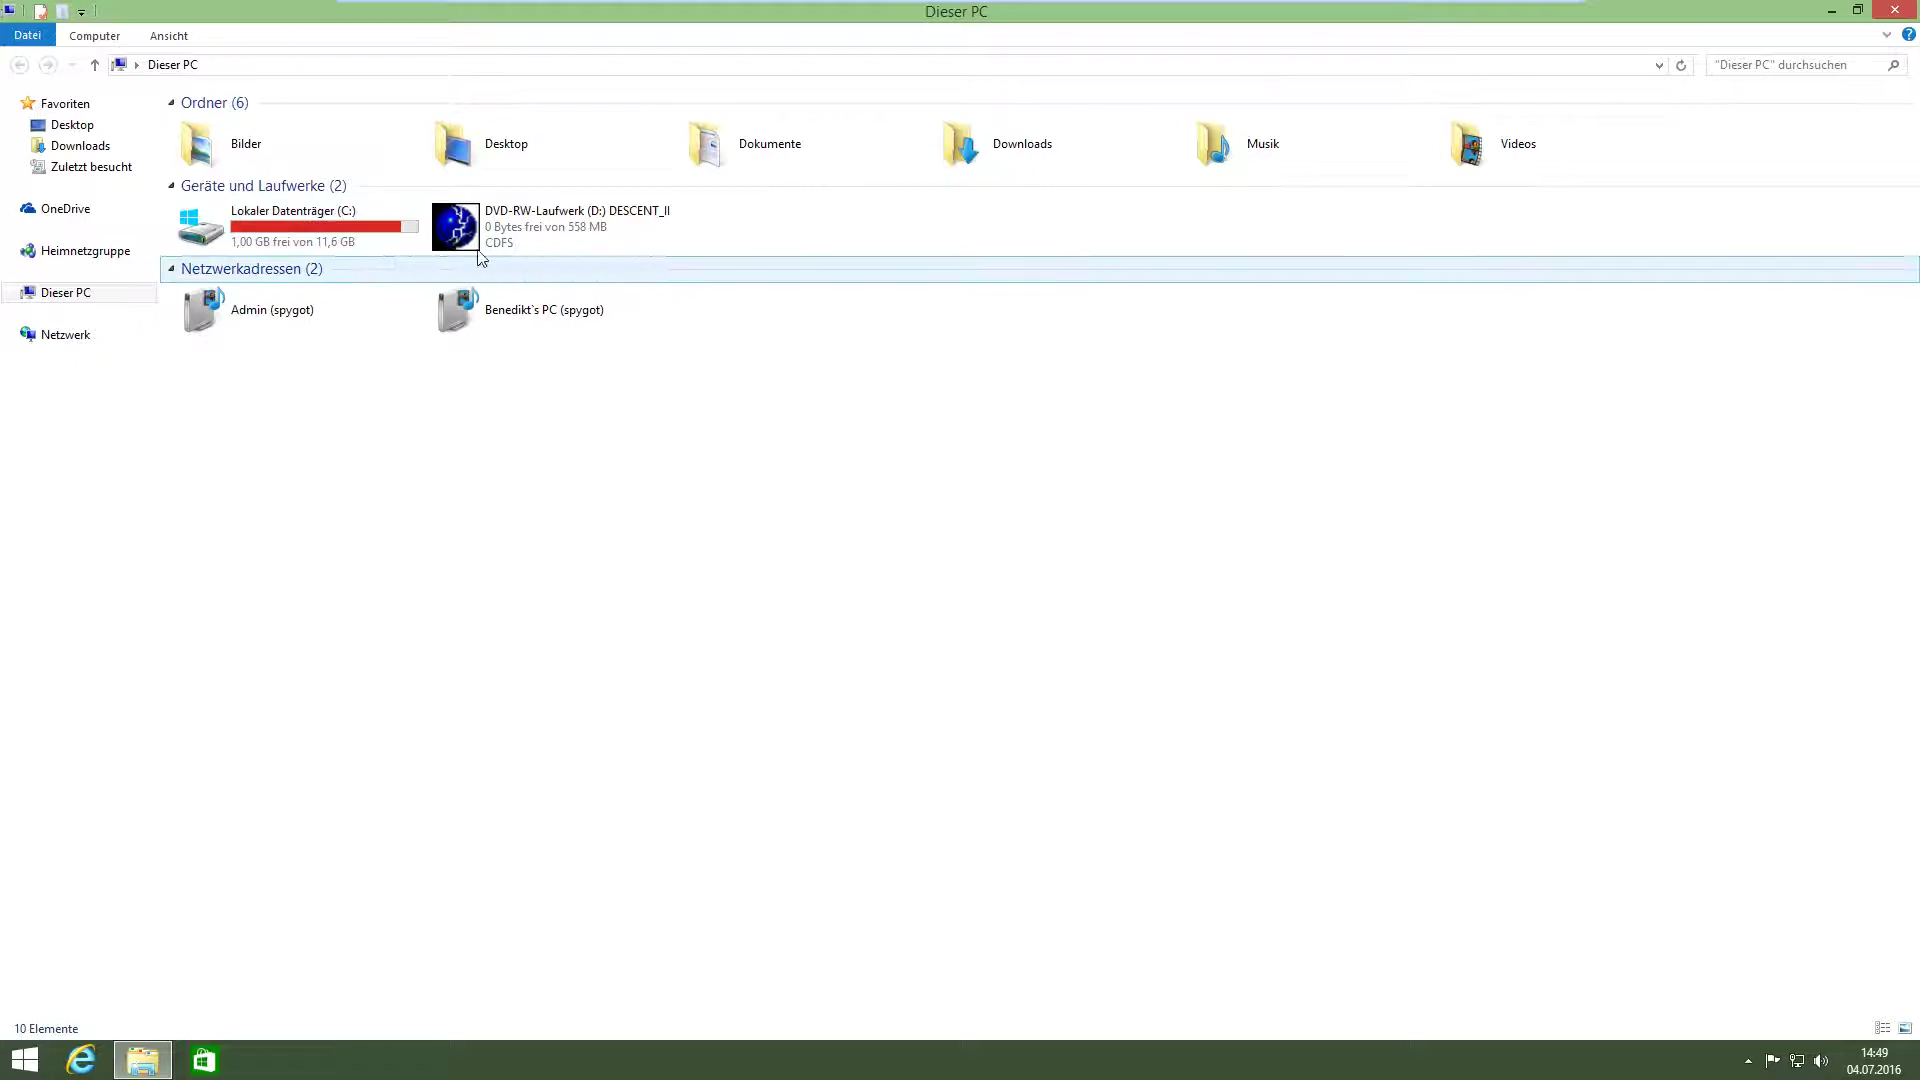 Dieser PC
Datei
Computer
Ansicht
Dieser PC
"Dieser PC" durchsuchen
Favoriten
Desktop
Downloads
Zuletzt besucht
OneDrive
Heimnetzgruppe
Dieser PC
Netzwerk
Ordner (6)
Bilder
Desktop
Dokumente
Downloads
Musik
Videos
Geräte und Laufwerke (2)
Lokaler Datenträger (C:)
1,00 GB frei von 11,6 GB
DVD-RW-Laufwerk (D:) DESCENT_II
0 Bytes frei von 558 MB
CDFS
Netzwerkadressen (2)
Admin (spygot)
Benedikt`s PC (spygot)
10 Elemente
14:49
04.07.2016